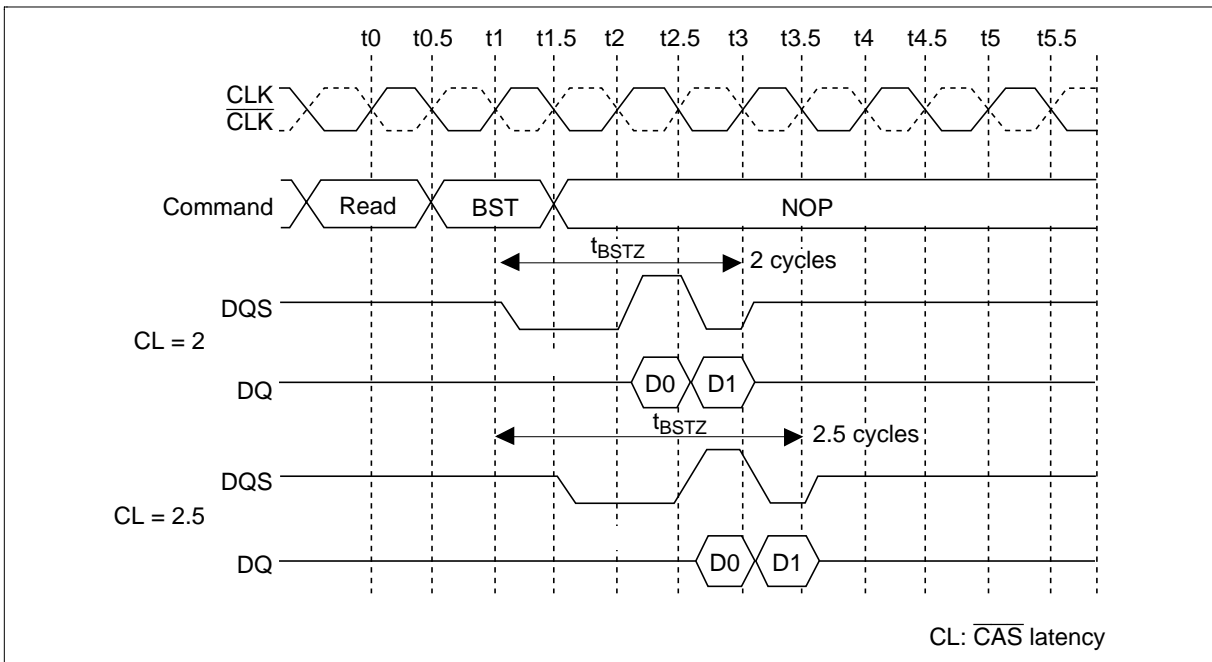 t0 t0.5 t1 t1.5 t2 t2.5 t3 t3.5 t4 t4.5 t5 t5.5
CLK
CLK
Command Read BST NOP
tBSTZ 2 cycles
DQS
CL = 2
DQ D0 D1
tBSTZ 2.5 cycles
DQS
CL = 2.5
DQ D0 D1
CL: CAS latency